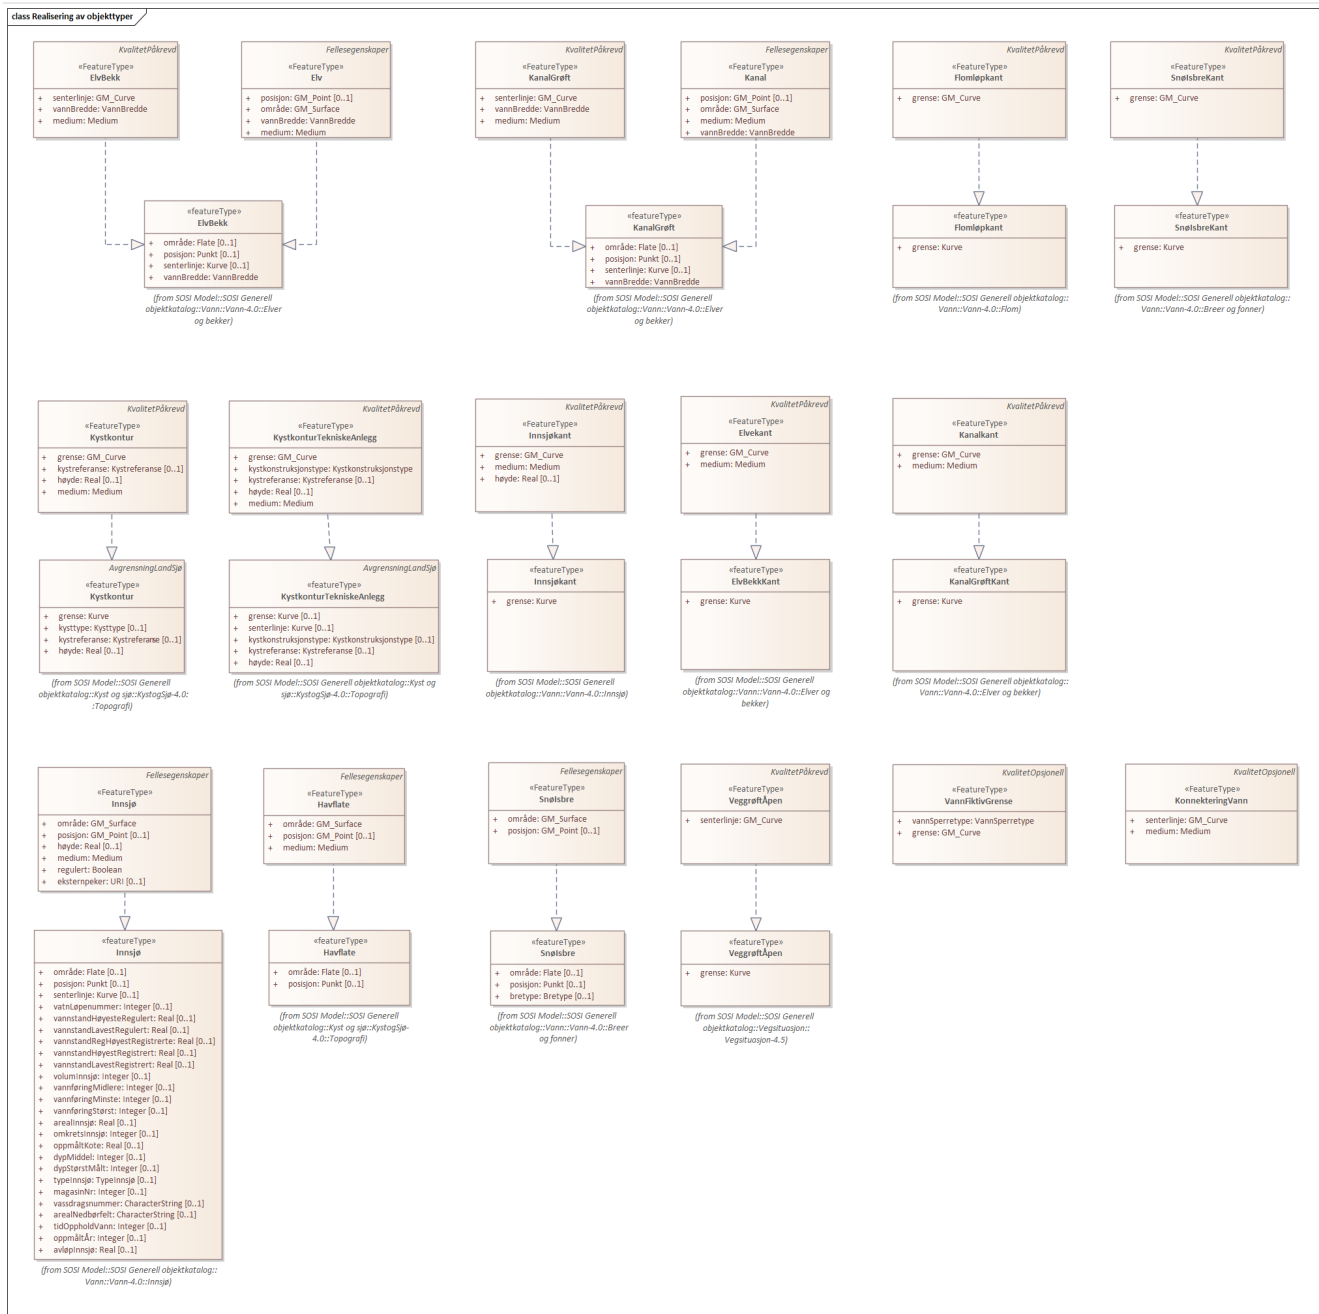 class Realisering av objekttyper
KvalitetPåkrevd
«FeatureType»
ElvBekk
+ senterlinje: GM_Curve
+ vannBredde: VannBredde
+ medium: Medium
Fellesegenskaper
«FeatureType»
Elv
+ posisjon: GM_Point [0..1]
+ område: GM_Surface
+ vannBredde: VannBredde
+ medium: Medium
KvalitetPåkrevd
«FeatureType»
KanalGrøft
+ senterlinje: GM_Curve
+ vannBredde: VannBredde
+ medium: Medium
Fellesegenskaper
«FeatureType»
Kanal
+ posisjon: GM_Point [0..1]
+ område: GM_Surface
+ medium: Medium
+ vannBredde: VannBredde
KvalitetPåkrevd
«FeatureType»
Flomløpkant
+ grense: GM_Curve
KvalitetPåkrevd
«FeatureType»
SnøIsbreKant
+ grense: GM_Curve
«featureType»
ElvBekk
+ område: Flate [0..1]
+ posisjon: Punkt [0..1]
+ senterlinje: Kurve [0..1]
+ vannBredde: VannBredde
(from SOSI Model::SOSI Generell
objektkatalog::Vann::Vann-4.0::Elver
og bekker)
«featureType»
KanalGrøft
+ område: Flate [0..1]
+ posisjon: Punkt [0..1]
+ senterlinje: Kurve [0..1]
+ vannBredde: VannBredde
(from SOSI Model::SOSI Generell
objektkatalog::Vann::Vann-4.0::Elver
og bekker)
«featureType»
Flomløpkant
+ grense: Kurve
(from SOSI Model::SOSI Generell objektkatalog::
Vann::Vann-4.0::Flom)
«featureType»
SnøIsbreKant
+ grense: Kurve
(from SOSI Model::SOSI Generell objektkatalog::
Vann::Vann-4.0::Breer og fonner)
KvalitetPåkrevd
«FeatureType»
Kystkontur
+ grense: GM_Curve
+ kystreferanse: Kystreferanse [0..1]
+ høyde: Real [0..1]
+ medium: Medium
KvalitetPåkrevd
«FeatureType»
KystkonturTekniskeAnlegg
+ grense: GM_Curve
+ kystkonstruksjonstype: Kystkonstruksjonstype
+ kystreferanse: Kystreferanse [0..1]
+ høyde: Real [0..1]
+ medium: Medium
KvalitetPåkrevd
«FeatureType»
Innsjøkant
+ grense: GM_Curve
+ medium: Medium
+ høyde: Real [0..1]
KvalitetPåkrevd
«FeatureType»
Elvekant
+ grense: GM_Curve
+ medium: Medium
KvalitetPåkrevd
«FeatureType»
Kanalkant
+ grense: GM_Curve
+ medium: Medium
AvgrensningLandSjø
«featureType»
Kystkontur
+ grense: Kurve
+ kysttype: Kysttype [0..1]
+ kystreferanse: Kystreferanse [0..1]
+ høyde: Real [0..1]
(from SOSI Model::SOSI Generell
objektkatalog::Kyst og sjø::KystogSjø-4.0:
:Topografi)
AvgrensningLandSjø
«featureType»
KystkonturTekniskeAnlegg
+ grense: Kurve [0..1]
+ senterlinje: Kurve [0..1]
+ kystkonstruksjonstype: Kystkonstruksjonstype [0..1]
+ kystreferanse: Kystreferanse [0..1]
+ høyde: Real [0..1]
(from SOSI Model::SOSI Generell objektkatalog::Kyst og
sjø::KystogSjø-4.0::Topografi)
«featureType»
Innsjøkant
+ grense: Kurve
(from SOSI Model::SOSI Generell
objektkatalog::Vann::Vann-4.0::Innsjø)
«featureType»
ElvBekkKant
+ grense: Kurve
(from SOSI Model::SOSI Generell
objektkatalog::Vann::Vann-4.0::Elver og
bekker)
«featureType»
KanalGrøftKant
+ grense: Kurve
(from SOSI Model::SOSI Generell objektkatalog::
Vann::Vann-4.0::Elver og bekker)
Fellesegenskaper
«FeatureType»
Innsjø
+ område: GM_Surface
+ posisjon: GM_Point [0..1]
+ høyde: Real [0..1]
+ medium: Medium
+ regulert: Boolean
+ eksternpeker: URI [0..1]
Fellesegenskaper
«FeatureType»
Havflate
+ område: GM_Surface
+ posisjon: GM_Point [0..1]
+ medium: Medium
Fellesegenskaper
«FeatureType»
SnøIsbre
+ område: GM_Surface
+ posisjon: GM_Point [0..1]
KvalitetPåkrevd
«FeatureType»
VeggrøftÅpen
+ senterlinje: GM_Curve
KvalitetOpsjonell
«FeatureType»
VannFiktivGrense
+ vannSperretype: VannSperretype
+ grense: GM_Curve
KvalitetOpsjonell
«FeatureType»
KonnekteringVann
+ senterlinje: GM_Curve
+ medium: Medium
«featureType»
Innsjø
+ område: Flate [0..1]
+ posisjon: Punkt [0..1]
+ senterlinje: Kurve [0..1]
+ vatnLøpenummer: Integer [0..1]
+ vannstandHøyesteRegulert: Real [0..1]
+ vannstandLavestRegulert: Real [0..1]
+ vannstandRegHøyestRegistrerte: Real [0..1]
+ vannstandHøyestRegistrert: Real [0..1]
+ vannstandLavestRegistrert: Real [0..1]
+ volumInnsjø: Integer [0..1]
+ vannføringMidlere: Integer [0..1]
+ vannføringMinste: Integer [0..1]
+ vannføringStørst: Integer [0..1]
+ arealInnsjø: Real [0..1]
+ omkretsInnsjø: Integer [0..1]
+ oppmåltKote: Real [0..1]
+ dypMiddel: Integer [0..1]
+ dypStørstMålt: Integer [0..1]
+ typeInnsjø: TypeInnsjø [0..1]
+ magasinNr: Integer [0..1]
+ vassdragsnummer: CharacterString [0..1]
+ arealNedbørfelt: CharacterString [0..1]
+ tidOppholdVann: Integer [0..1]
+ oppmåltÅr: Integer [0..1]
+ avløpInnsjø: Real [0..1]
(from SOSI Model::SOSI Generell objektkatalog::
Vann::Vann-4.0::Innsjø)
«featureType»
Havflate
+ område: Flate [0..1]
+ posisjon: Punkt [0..1]
(from SOSI Model::SOSI Generell
objektkatalog::Kyst og sjø::KystogSjø-
4.0::Topografi)
«featureType»
SnøIsbre
+ område: Flate [0..1]
+ posisjon: Punkt [0..1]
+ bretype: Bretype [0..1]
(from SOSI Model::SOSI Generell
objektkatalog::Vann::Vann-4.0::Breer
og fonner)
«featureType»
VeggrøftÅpen
+ grense: Kurve
(from SOSI Model::SOSI Generell
objektkatalog::Vegsituasjon::
Vegsituasjon-4.5)